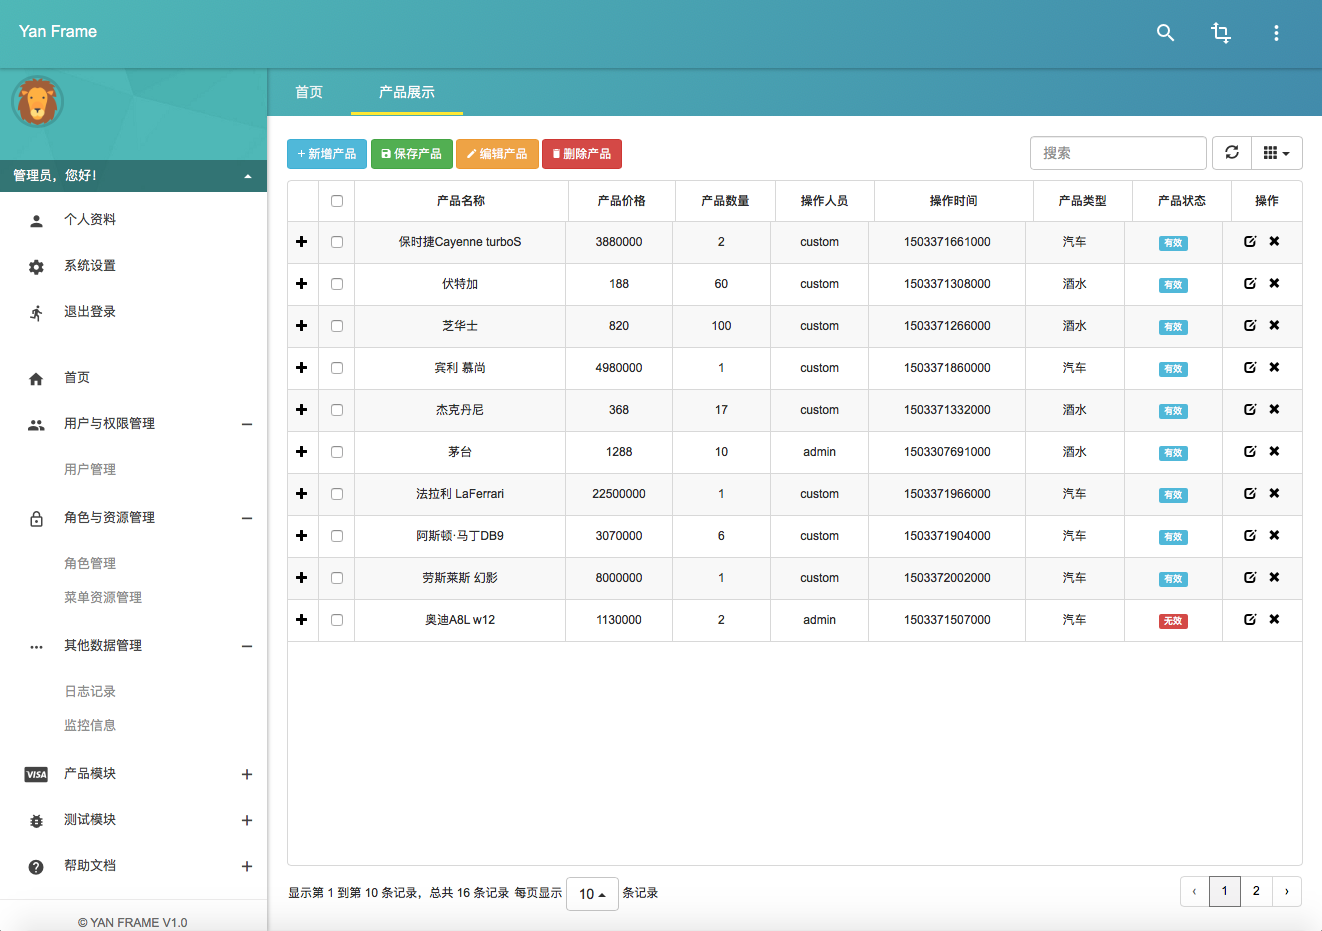 Yan Frame
首页 产品展示
管理员，您好！
个人资料
系统设置
退出登录
首页
用户与权限管理
用户管理
角色与资源管理
角色管理
菜单资源管理
其他数据管理
日志记录
监控信息
VISA 产品模块
测试模块
帮助文档
© YAN FRAME V1.0
新增产品 保存产品 编辑产品 删除产品 搜索
产品名称 产品价格 产品数量 操作人员 操作时间 产品类型 产品状态 操作
保时捷Cayenne turboS 3880000 2 custom 1503371661000 汽车 有效
伏特加 188 60 custom 1503371308000 酒水 有效
芝华士 820 100 custom 1503371266000 酒水 有效
宾利 慕尚 4980000 1 custom 1503371860000 汽车 有效
杰克丹尼 368 17 custom 1503371332000 酒水 有效
茅台 1288 10 admin 1503307691000 酒水 有效
法拉利 LaFerrari 22500000 1 custom 1503371966000 汽车 有效
阿斯顿·马丁DB9 3070000 6 custom 1503371904000 汽车 有效
劳斯莱斯 幻影 8000000 1 custom 1503372002000 汽车 有效
奥迪A8L w12 1130000 2 admin 1503371507000 汽车 无效
显示第 1 到第 10 条记录，总共 16 条记录 每页显示 10 条记录 ‹ 1 2 ›